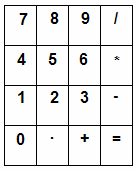 7 8 9 /
4 5 6 *
1 2 3 -
0 . + =